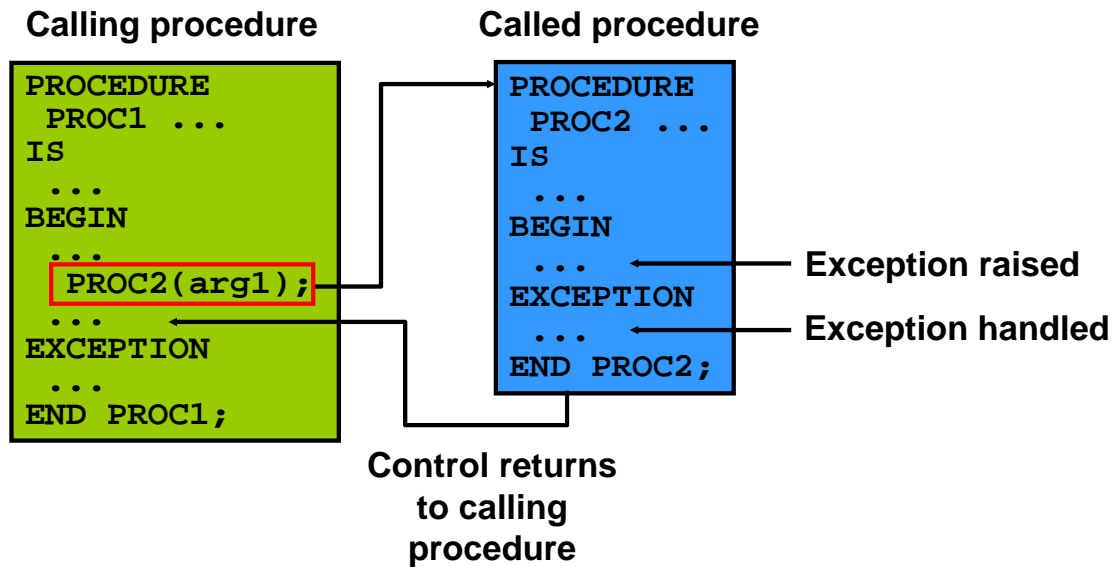 Calling procedure
PROCEDURE
PROC1 ...
IS
...
BEGIN
...
PROC2(arg1);
...
EXCEPTION
...
END PROC1;
Called procedure
PROCEDURE
PROC2 ...
IS
...
BEGIN
...
EXCEPTION
...
END PROC2;
Exception raised
Exception handled
Control returns
to calling
procedure